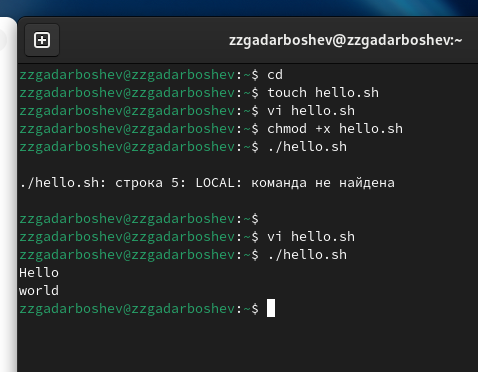 zzgadarboshev@zzgadarboshev:~
zzgadarboshev@zzgadarboshev:~$ cd
zzgadarboshev@zzgadarboshev:~$ touch hello.sh
zzgadarboshev@zzgadarboshev:~$ vi hello.sh
zzgadarboshev@zzgadarboshev:~$ chmod +x hello.sh
zzgadarboshev@zzgadarboshev:~$ ./hello.sh
./hello.sh: строка 5: LOCAL: команда не найдена
zzgadarboshev@zzgadarboshev:~$
zzgadarboshev@zzgadarboshev:~$ vi hello.sh
zzgadarboshev@zzgadarboshev:~$ ./hello.sh
Hello
world
zzgadarboshev@zzgadarboshev:~$